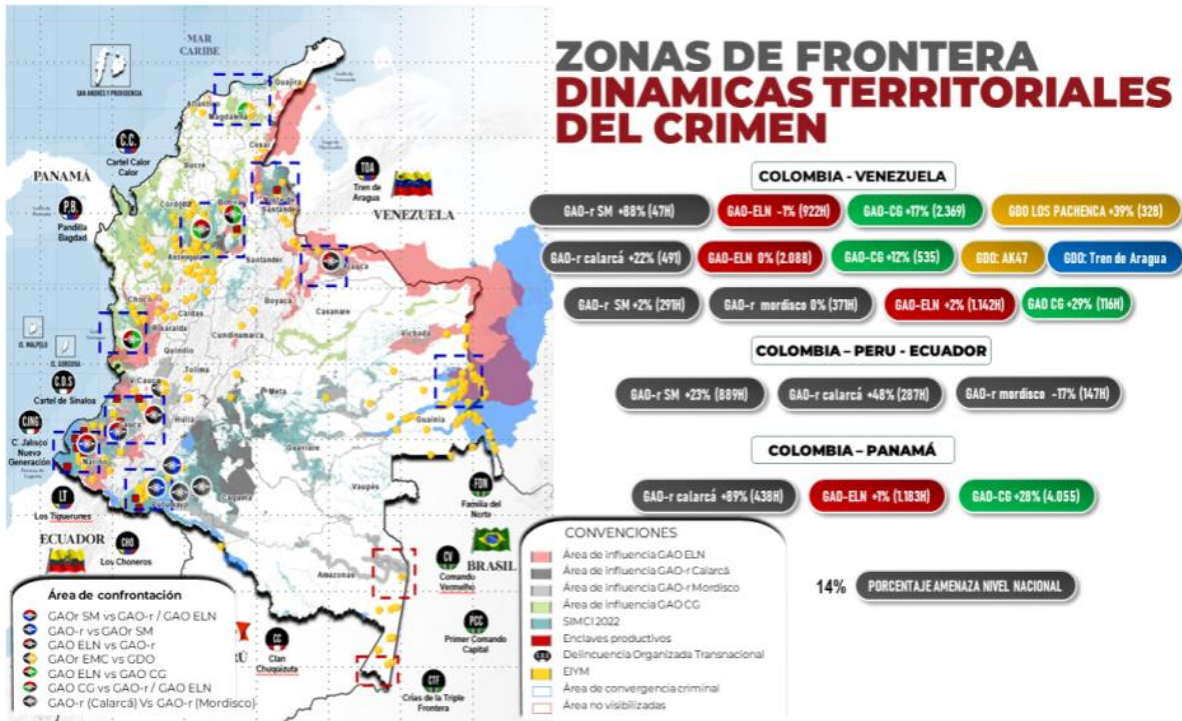 ZONAS DE FRONTERA
DINAMICAS TERRITORIALES
DEL CRIMEN
COLOMBIA - VENEZUELA
GAO-r SM +88% (47H)
GAO-ELN -1% (922H)
GAO-CG +17% (2.369)
GDO LOS PACHENCA +39% (328)
GAO-r calarcá +22% (491)
GAO-ELN 0% (2.088)
GAO-CG +12% (535)
GDO: AK47
GDO: Tren de Aragua
GAO-r SM +2% (291H)
GAO-r mordisco 0% (371H)
GAO-ELN +2% (1.142H)
GAO CG +29% (116H)
COLOMBIA – PERU - ECUADOR
GAO-r SM +23% (889H)
GAO-r calarcá +48% (287H)
GAO-r mordisco -17% (147H)
COLOMBIA – PANAMÁ
GAO-r calarcá +89% (438H)
GAO-ELN +1% (1.183H)
GAO-CG +28% (4.055)
14%
PORCENTAJE AMENAZA NIVEL NACIONAL
CONVENCIONES
Área de influencia GAO ELN
Área de influencia GAO-r Calarcá
Área de influencia GAO-r Mordisco
Área de influencia GAO CG
SIMCI 2022
Enclaves productivos
Delincuencia Organizada Transnacional
EIYM
Área de convergencia criminal
Área no visibilizadas
Área de confrontación
GAOr SM vs GAO-r / GAO ELN
GAO-r vs GAOr SM
GAO ELN vs GAO-r
GAOr EMC vs GDO
GAO ELN vs GAO CG
GAO CG vs GAO-r / GAO ELN
GAO-r (Calarcá) Vs GAO-r (Mordisco)
MAR
CARIBE
SAN ANDRÉS Y PROVIDENCIA
C.C.
Cartel Calor
Calor
PANAMÁ
P.B.
Pandilla
Bagdad
TDA
Tren de
Aragua
VENEZUELA
EL MALPELO
EL GORGONA
C.D.S
Cartel de Sinaloa
CJNG
C. Jalisco
Nueva
Generación
LT
Los Tiguerones
ECUADOR
CHO
Los Choneros
FDN
Familia del
Norte
BRASIL
CV
Comando
Vermelho
PCC
Primer Comando
Capital
CC
Clan
Chuquizuta
CTF
Crías de la Triple
Frontera
Guajira
Atlántico
Magdalena
Cesar
Sucre
Córdoba
Bolívar
Norte de
Santander
Antioquia
Santander
Arauca
Boyaca
Casanare
Choco
Caldas
Risaralda
Cundinamarca
Quindío
Tolima
Vichada
V/Cauca
Meta
Cauca
Huila
Guainía
Nariño
Guaviare
Putumayo
Caquetá
Vaupés
Amazonas